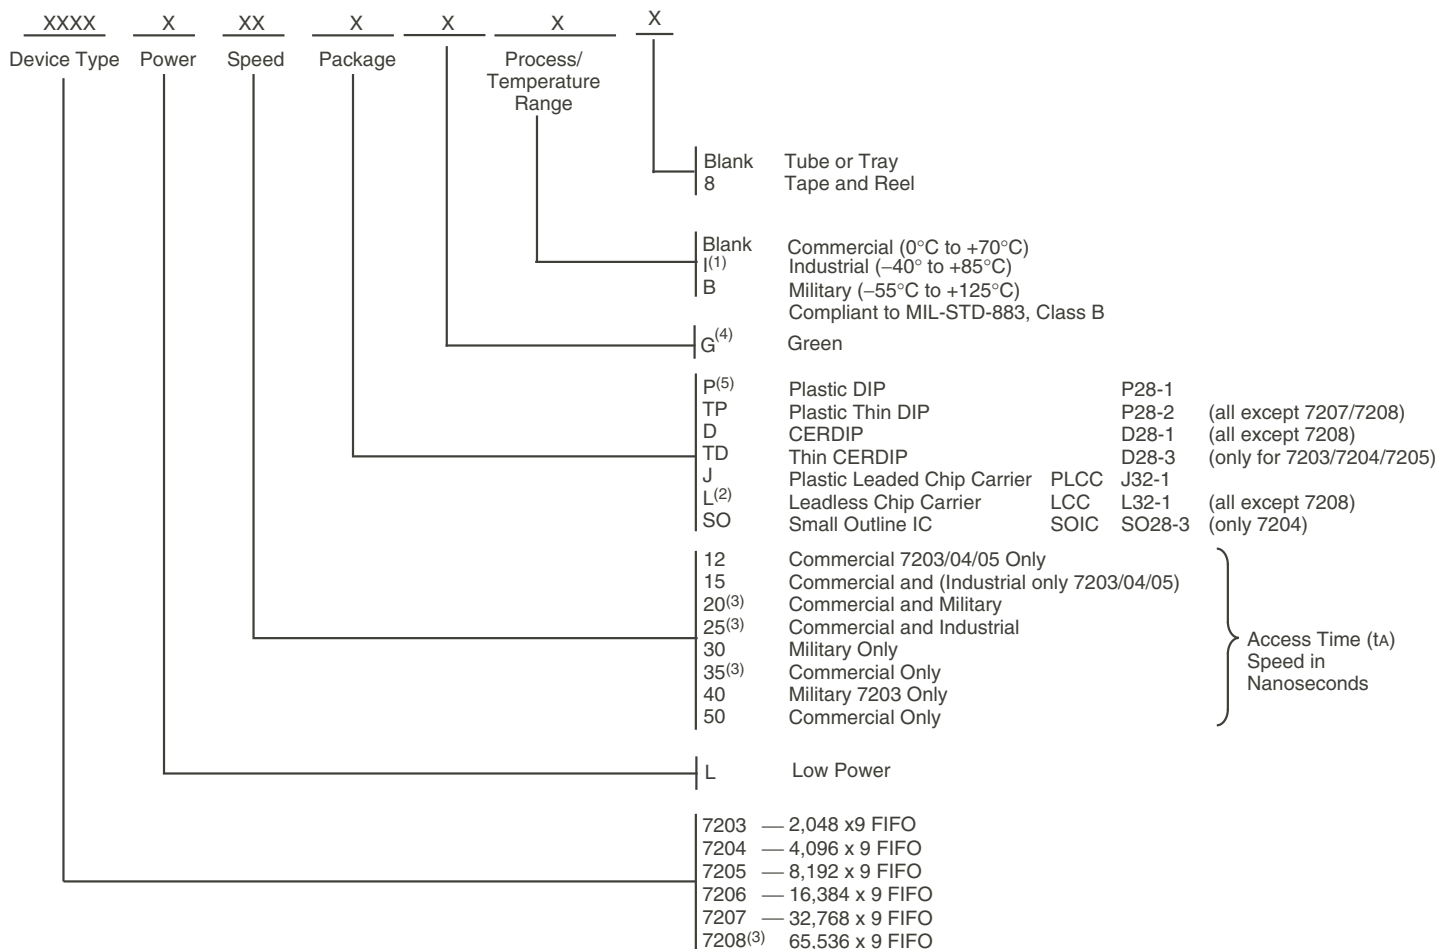 XXXX X XX X X X X
Device Type Power Speed Package Process/
Temperature
Range
Blank Tube or Tray
8 Tape and Reel
Blank Commercial (0°C to +70°C)
I(1) Industrial (–40° to +85°C)
B Military (–55°C to +125°C)
Compliant to MIL-STD-883, Class B
G(4) Green
P(5) Plastic DIP P28-1
TP Plastic Thin DIP P28-2 (all except 7207/7208)
D CERDIP D28-1 (all except 7208)
TD Thin CERDIP D28-3 (only for 7203/7204/7205)
J Plastic Leaded Chip Carrier PLCC J32-1
L(2) Leadless Chip Carrier LCC L32-1 (all except 7208)
SO Small Outline IC SOIC SO28-3 (only 7204)
12 Commercial 7203/04/05 Only
15 Commercial and (Industrial only 7203/04/05)
20(3) Commercial and Military
25(3) Commercial and Industrial
30 Military Only
35(3) Commercial Only
40 Military 7203 Only
50 Commercial Only
Access Time (tA)
Speed in
Nanoseconds
L Low Power
7203 — 2,048 x9 FIFO
7204 — 4,096 x 9 FIFO
7205 — 8,192 x 9 FIFO
7206 — 16,384 x 9 FIFO
7207 — 32,768 x 9 FIFO
7208(3) 65,536 x 9 FIFO